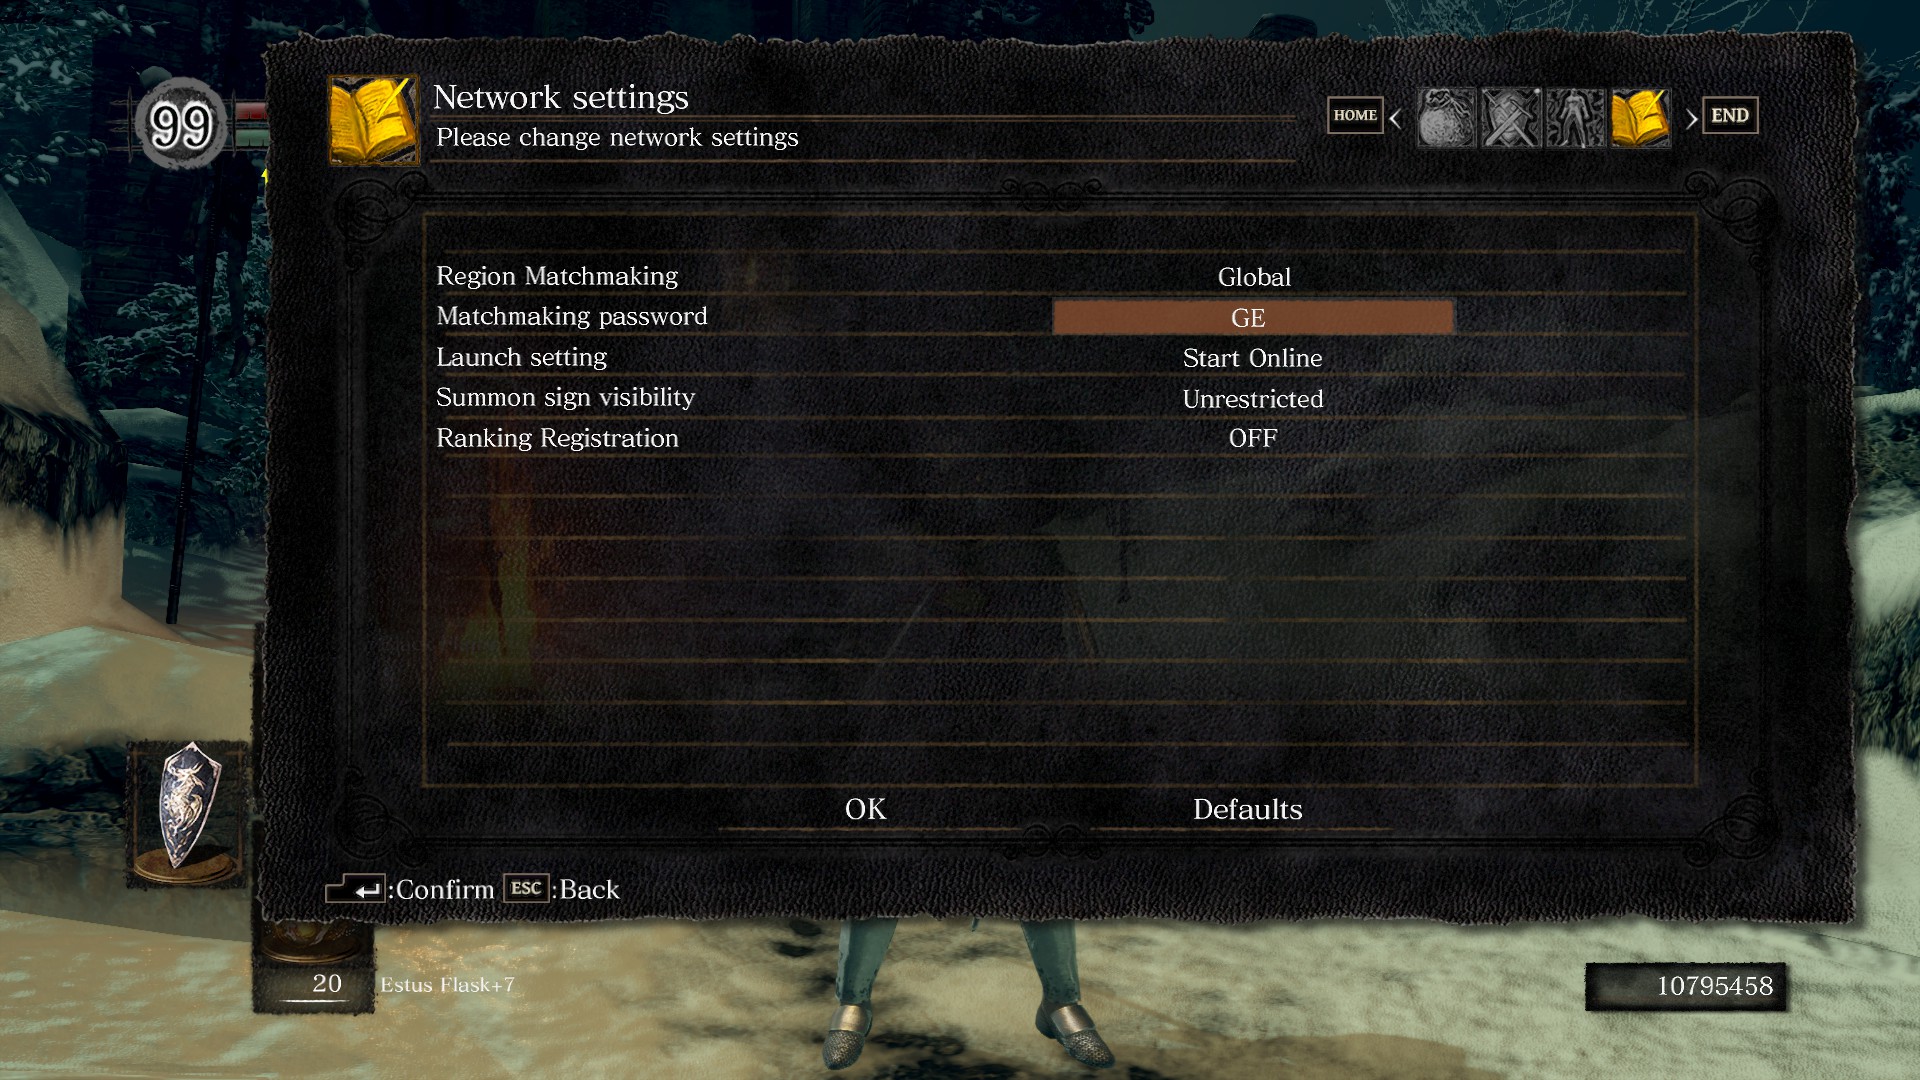 99
Network settings
Please change network settings
HOME
END
Region Matchmaking Global
Matchmaking password GE
Launch setting Start Online
Summon sign visibility Unrestricted
Ranking Registration OFF
OK Defaults
:Confirm ESC :Back
20 Estus Flask+7
10795458